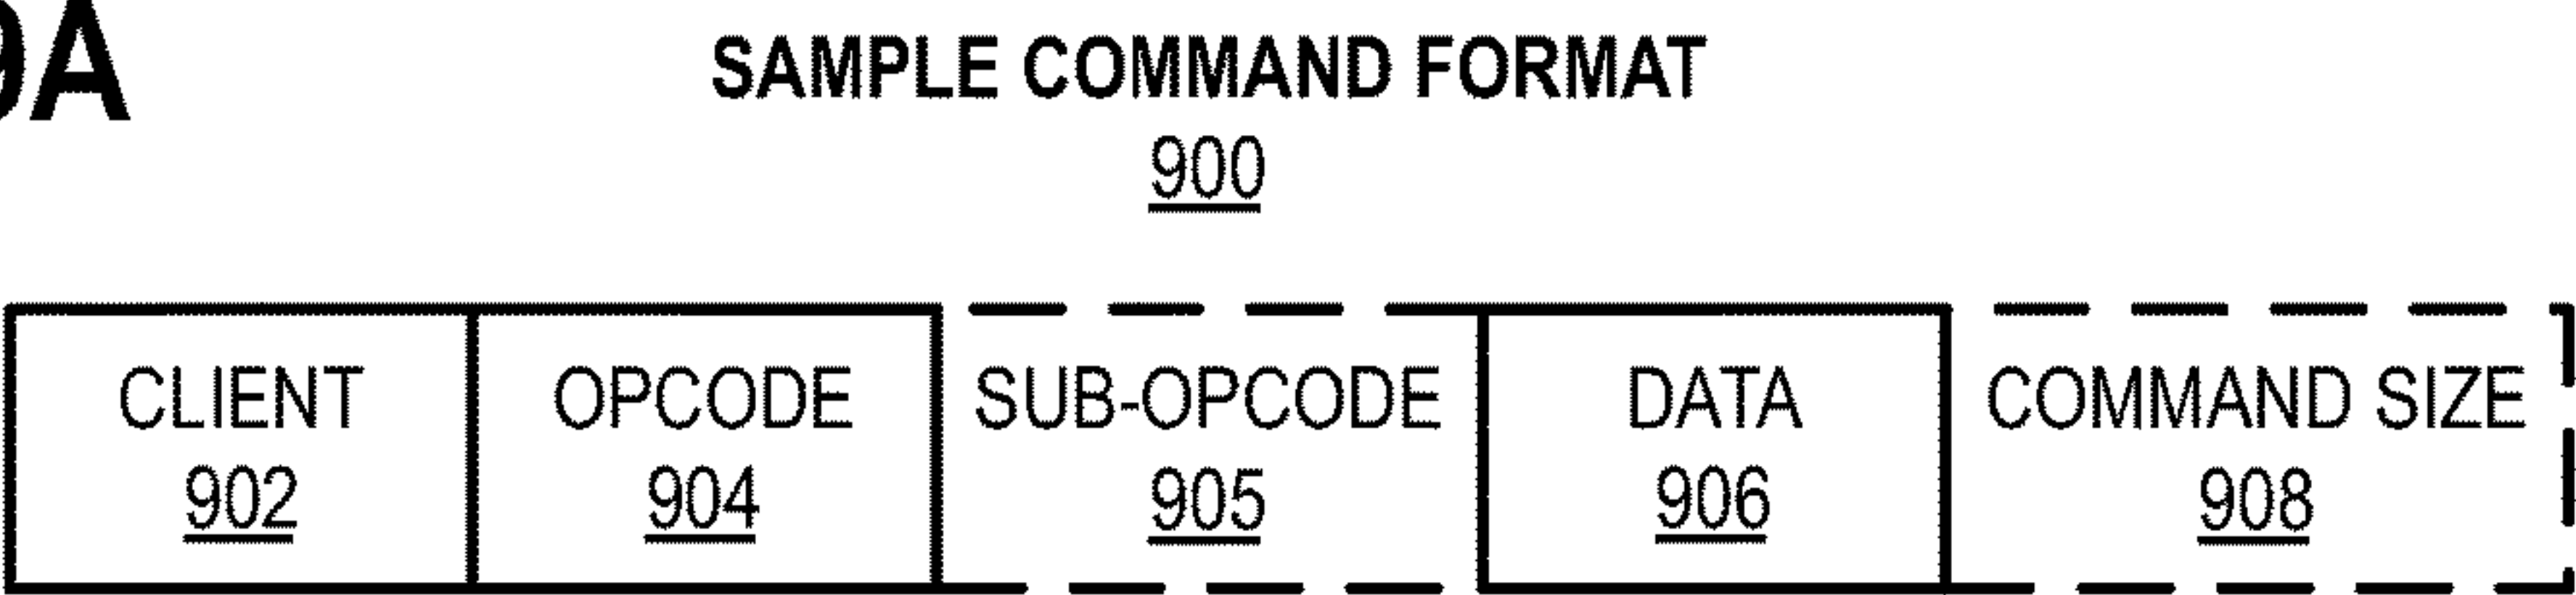 9A
SAMPLE COMMAND FORMAT
900
CLIENT OPCODE SUB-OPCODE DATA COMMAND SIZE
902 904 905 906 908